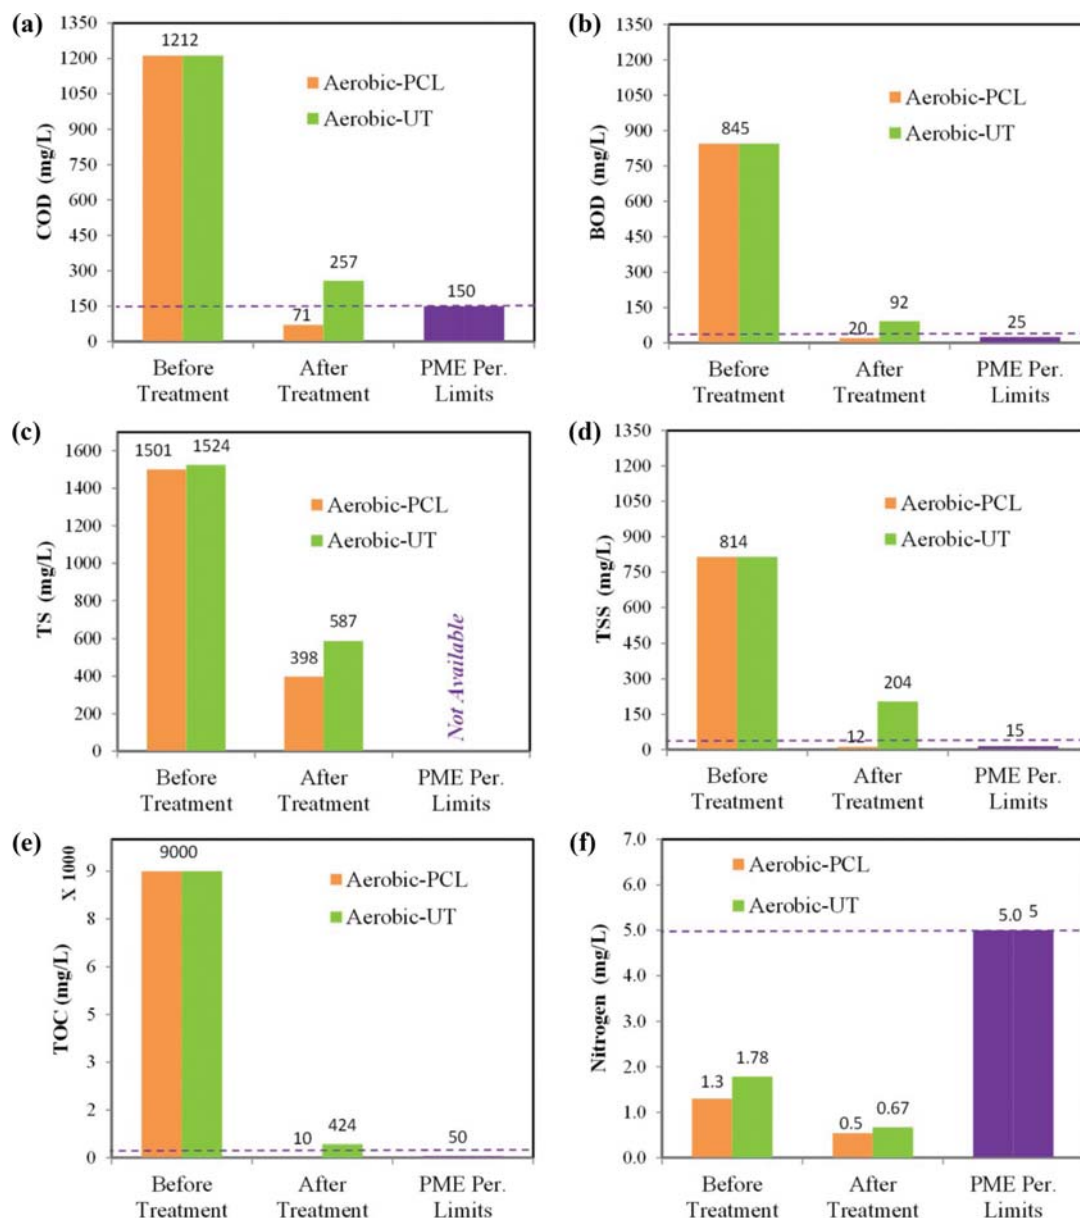 (a)
COD (mg/L)
1350
1200
1050
900
750
600
450
300
150
0
1212
Aerobic-PCL
Aerobic-UT
71
257
150
Before
Treatment
After
Treatment
PME Per.
Limits
(b)
BOD (mg/L)
1350
1200
1050
900
750
600
450
300
150
0
845
Aerobic-PCL
Aerobic-UT
20
92
25
Before
Treatment
After
Treatment
PME Per.
Limits
(c)
TS (mg/L)
1600
1400
1200
1000
800
600
400
200
0
1501
1524
Aerobic-PCL
Aerobic-UT
398
587
Not Available
Before
Treatment
After
Treatment
PME Per.
Limits
(d)
TSS (mg/L)
1350
1200
1050
900
750
600
450
300
150
0
814
Aerobic-PCL
Aerobic-UT
12
204
15
Before
Treatment
After
Treatment
PME Per.
Limits
(e)
TOC (mg/L)
X 1000
9
8
6
5
3
2
0
9000
Aerobic-PCL
Aerobic-UT
10
424
50
Before
Treatment
After
Treatment
PME Per.
Limits
(f)
Nitrogen (mg/L)
7.0
6.0
5.0
4.0
3.0
2.0
1.0
0.0
Aerobic-PCL
Aerobic-UT
1.3
1.78
0.5
0.67
5.0
5
Before
Treatment
After
Treatment
PME Per.
Limits